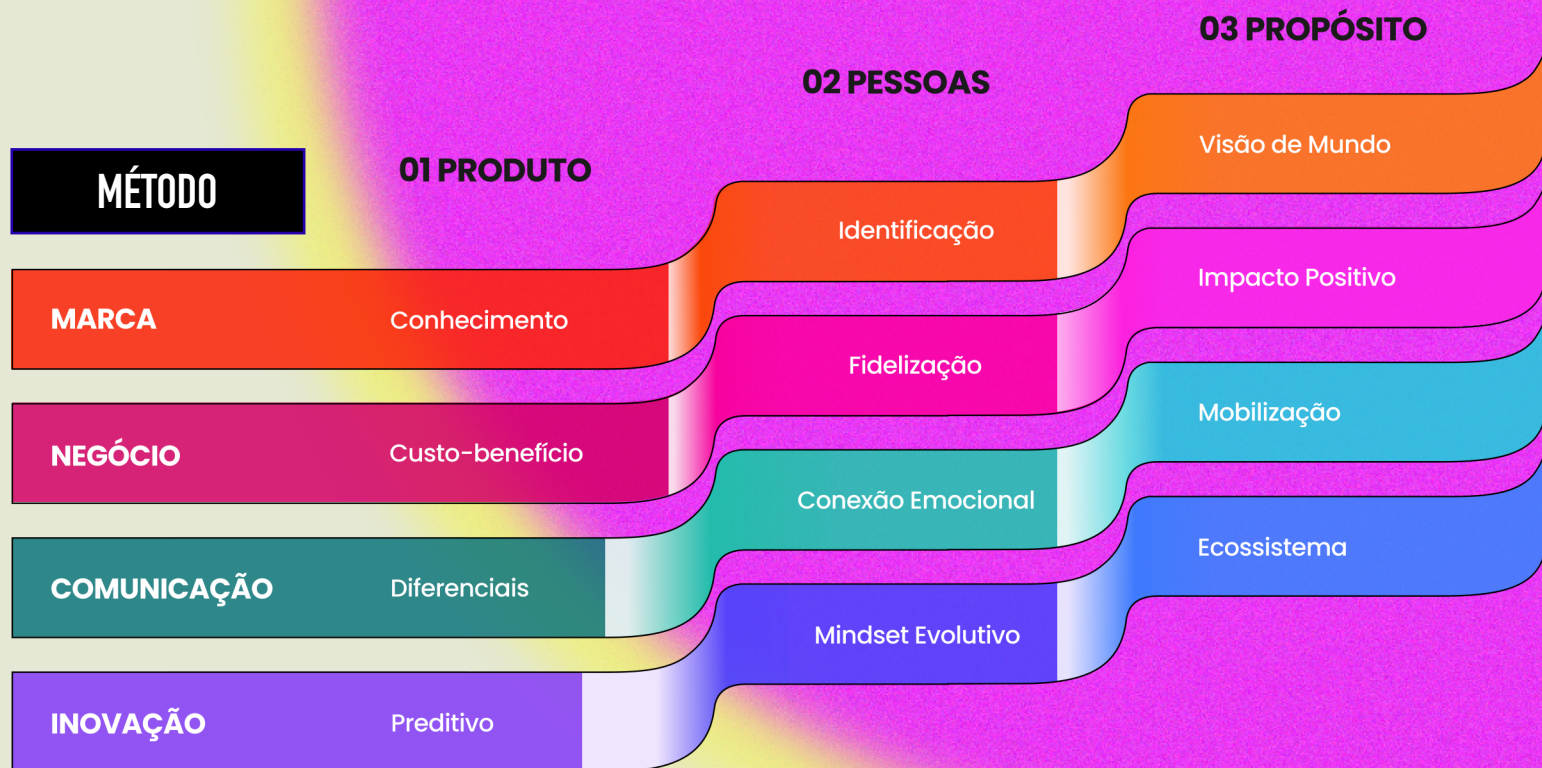 03 PROPÓSITO
02 PESSOAS
01 PRODUTO
MÉTODO
MARCA
Conhecimento
Identificação
Visão de Mundo
NEGÓCIO
Custo-benefício
Fidelização
Impacto Positivo
COMUNICAÇÃO
Diferenciais
Conexão Emocional
Mobilização
INOVAÇÃO
Preditivo
Mindset Evolutivo
Ecossistema